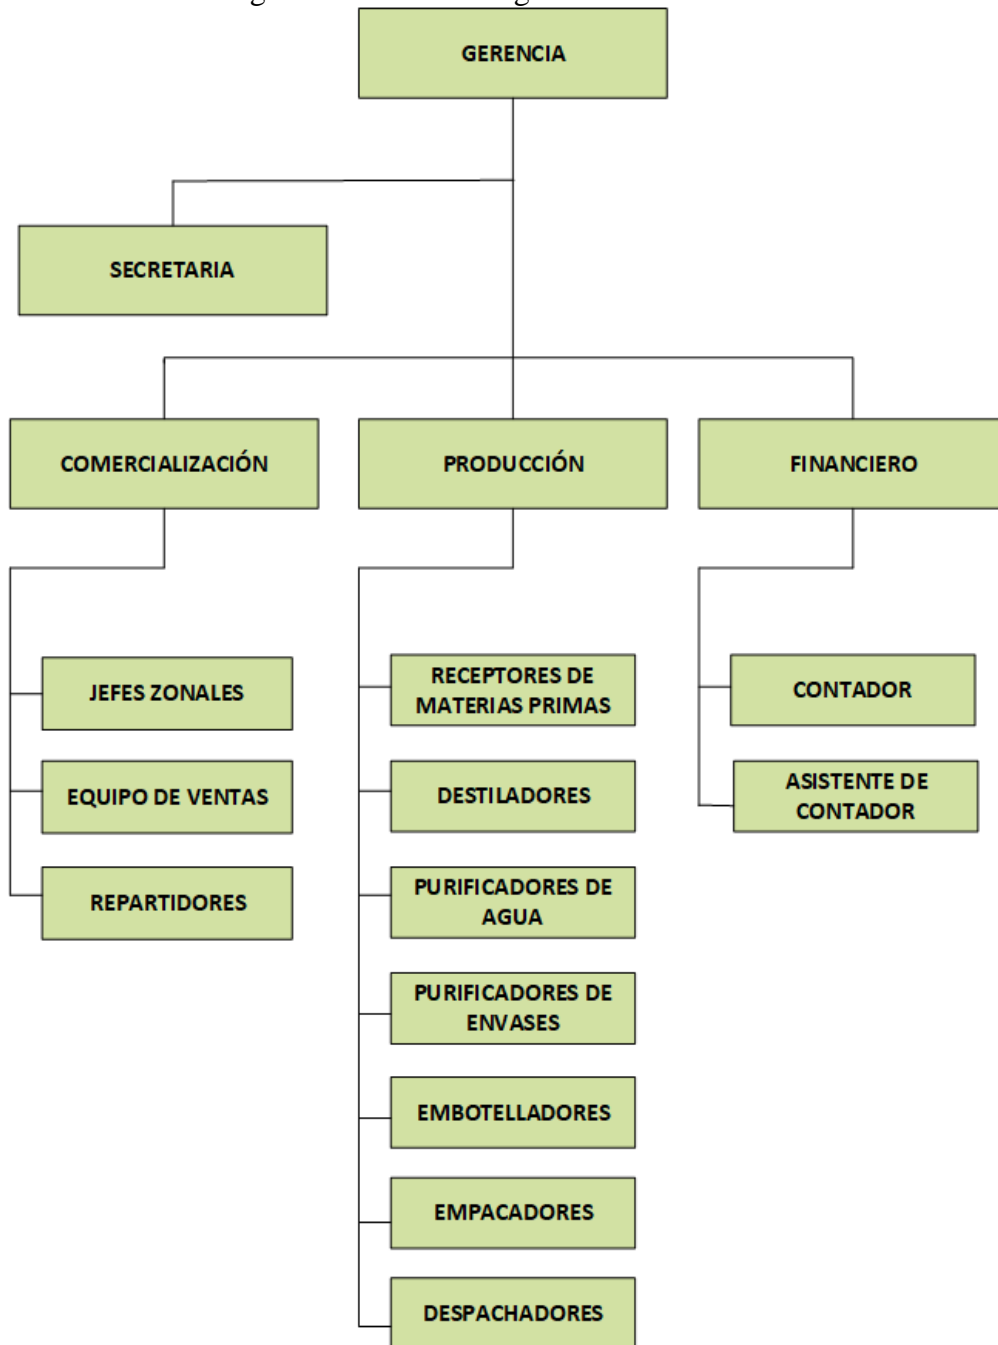 GERENCIA
SECRETARIA
COMERCIALIZACIÓN
PRODUCCIÓN
FINANCIERO
JEFES ZONALES
EQUIPO DE VENTAS
REPARTIDORES
RECEPTORES DE
MATERIAS PRIMAS
DESTILADORES
PURIFICADORES DE
AGUA
PURIFICADORES DE
ENVASES
EMBOTELLADORES
EMPACADORES
DESPACHADORES
CONTADOR
ASISTENTE DE
CONTADOR